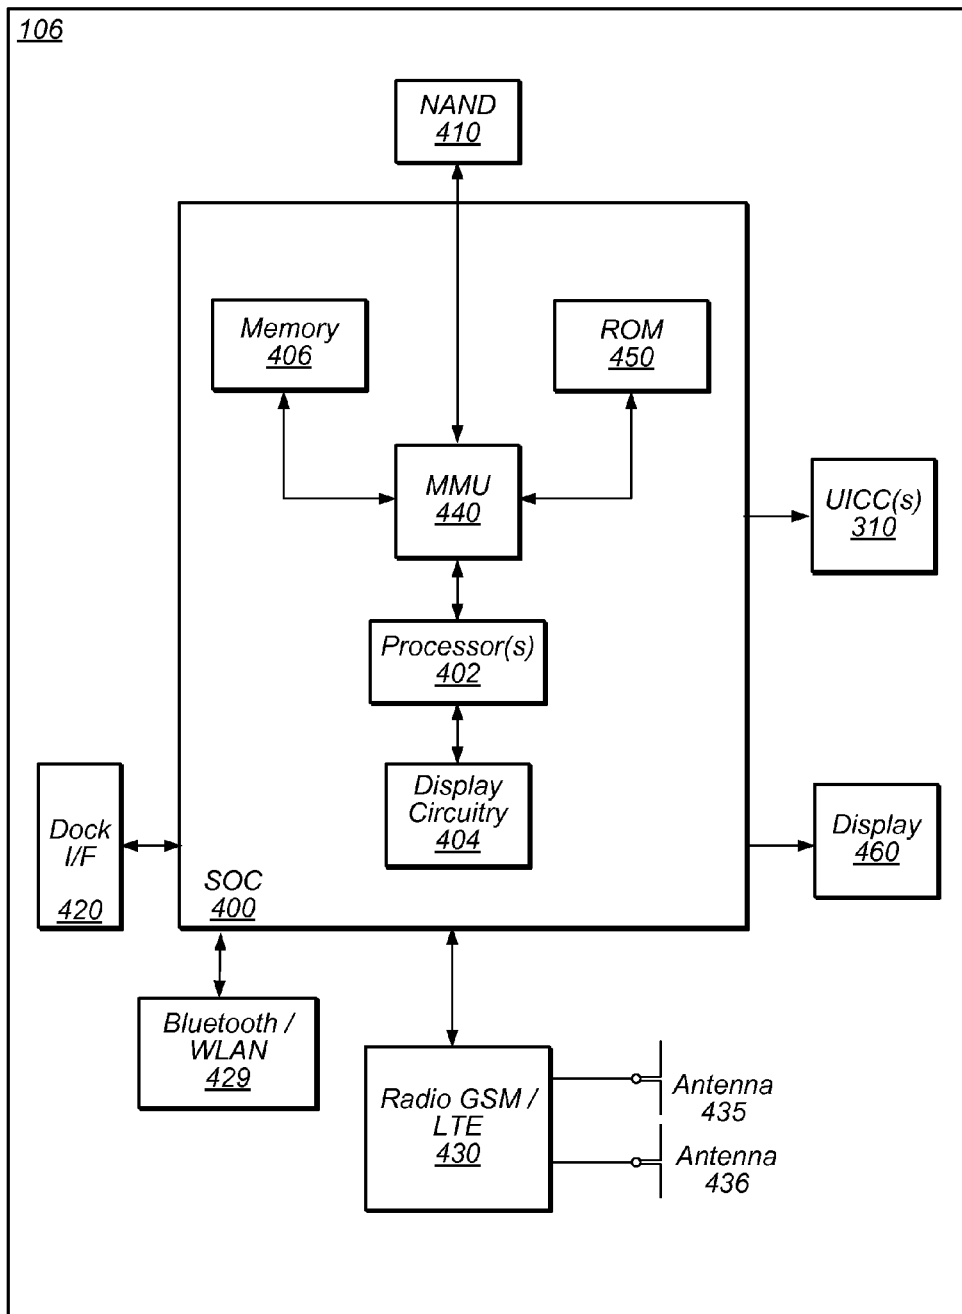 106
NAND
410
Memory
406
ROM
450
MMU
440
UICC(s)
310
Processor(s)
402
Display
Circuitry
404
Dock
I/F
420
Display
460
SOC
400
Bluetooth /
WLAN
429
Radio GSM /
LTE
430
Antenna
435
Antenna
436